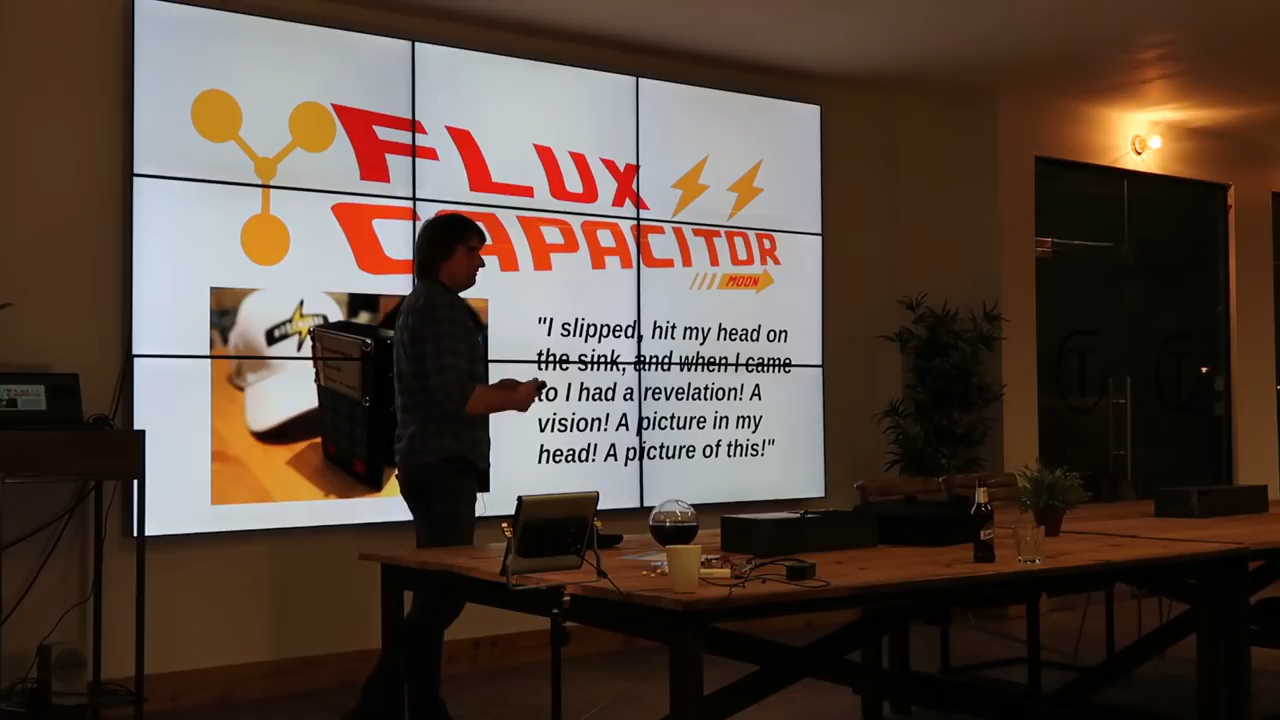 FLUX
CAPACITOR
MOON
"I slipped, hit my head on
the sink, and when I came
to I had a revelation! A
vision! A picture in my
head! A picture of this!"